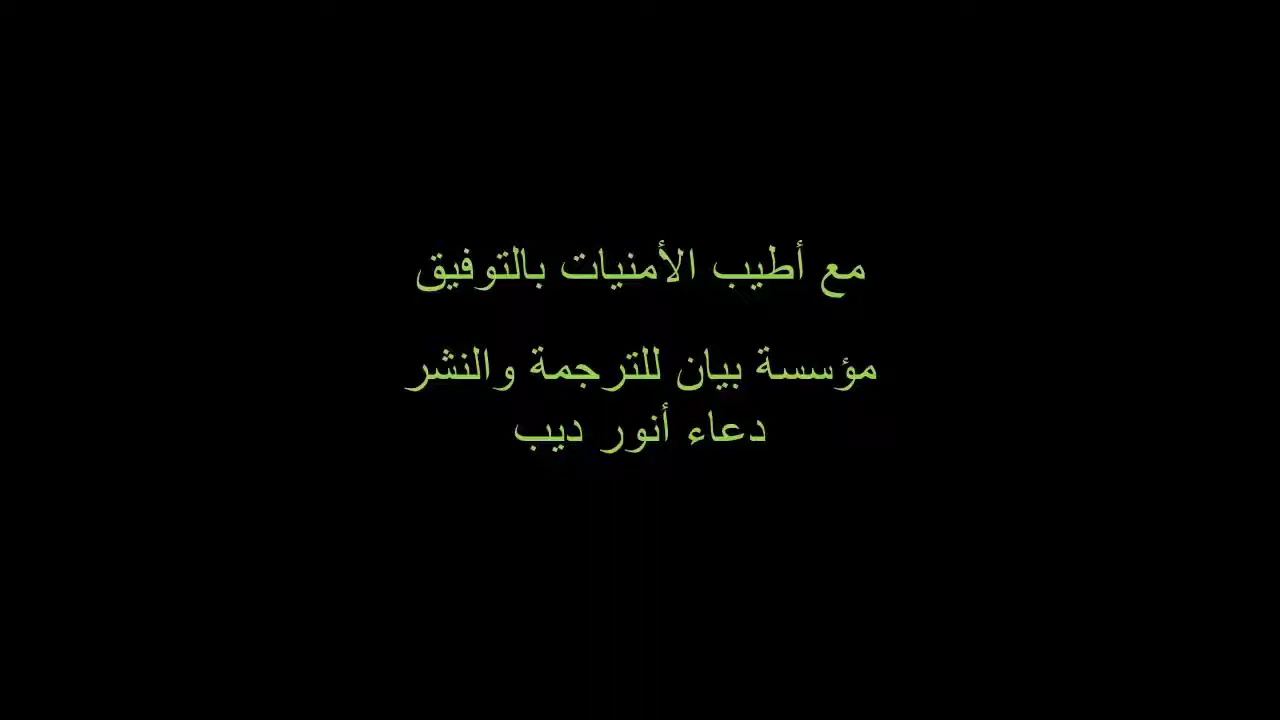 مع أطيب الأمنيات بالتوفيق
مؤسسة بيان للترجمة والنشر
دعاء أنور ديب